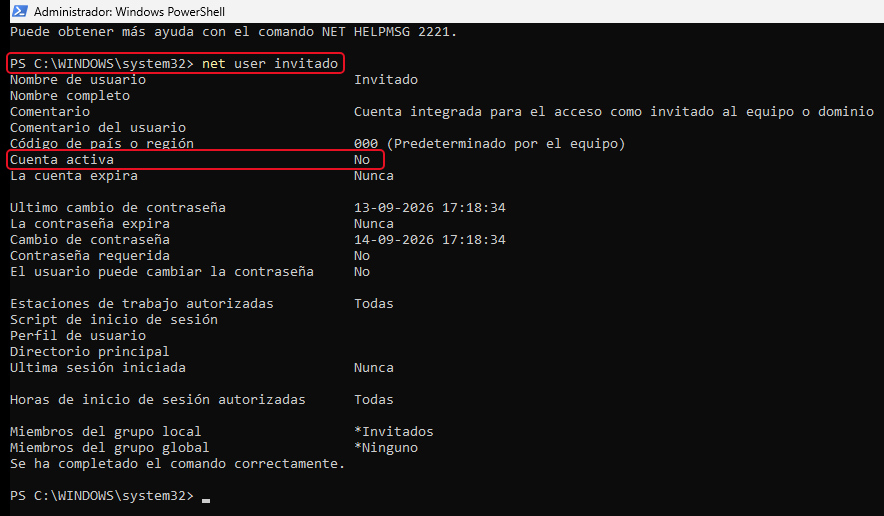 Administrador: Windows PowerShell
Puede obtener más ayuda con el comando NET HELPMSG 2221.
PS C:\WINDOWS\system32> net user invitado
Nombre de usuario Invitado
Nombre completo
Comentario Cuenta integrada para el acceso como invitado al equipo o dominio
Comentario del usuario
Código de país o región 000 (Predeterminado por el equipo)
Cuenta activa No
La cuenta expira Nunca
Ultimo cambio de contraseña 13-09-2026 17:18:34
La contraseña expira Nunca
Cambio de contraseña 14-09-2026 17:18:34
Contraseña requerida No
El usuario puede cambiar la contraseña No
Estaciones de trabajo autorizadas Todas
Script de inicio de sesión
Perfil de usuario
Directorio principal
Ultima sesión iniciada Nunca
Horas de inicio de sesión autorizadas Todas
Miembros del grupo local *Invitados
Miembros del grupo global *Ninguno
Se ha completado el comando correctamente.
PS C:\WINDOWS\system32> _